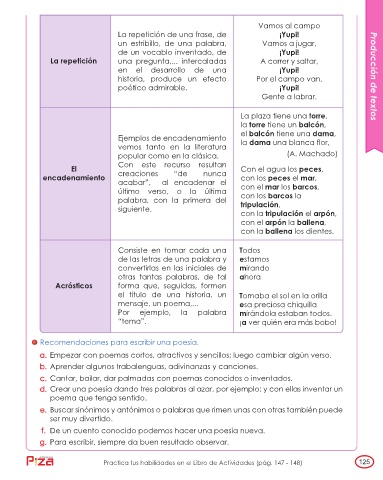 La repetición
La repetición de una frase, de
un estribillo, de una palabra,
de un vocablo inventado, de
una pregunta,... intercaladas
en el desarrollo de una
historia, produce un efecto
poético admirable.
Vamos al campo
¡Yupi!
Vamos a jugar,
¡Yupi!
A correr y saltar,
¡Yupi!
Por el campo van,
¡Yupi!
Gente a labrar.
El
encadenamiento
Ejemplos de encadenamiento
vemos tanto en la literatura
popular como en la clásica.
Con este recurso resultan
creaciones “de nunca
acabar”, al encadenar el
último verso, o la última
palabra, con la primera del
siguiente.
La plaza tiene una torre,
la torre tiene un balcón,
el balcón tiene una dama,
la dama una blanca flor,
(A. Machado)
Con el agua los peces,
con los peces el mar,
con el mar los barcos,
con los barcos la
tripulación,
con la tripulación el arpón,
con el arpón la ballena,
con la ballena los dientes.
Acrósticos
Consiste en tomar cada una
de las letras de una palabra y
convertirlas en las iniciales de
otras tantas palabras, de tal
forma que, seguidas, formen
el título de una historia, un
mensaje, un poema,...
Por ejemplo, la palabra
“tema”.
Todos
estamos
mirando
ahora
Tomaba el sol en la orilla
esa preciosa chiquilla
mirándola estaban todos.
¡a ver quién era más bobo!
Producción de textos
Recomendaciones para escribir una poesía.
a. Empezar con poemas cortos, atractivos y sencillos; luego cambiar algún verso.
b. Aprender algunos trabalenguas, adivinanzas y canciones.
c. Cantar, bailar, dar palmadas con poemas conocidos o inventados.
d. Crear una poesía dando tres palabras al azar, por ejemplo; y con ellas inventar un
poema que tenga sentido.
e. Buscar sinónimos y antónimos o palabras que rimen unas con otras también puede
ser muy divertido.
f. De un cuento conocido podemos hacer una poesía nueva.
g. Para escribir, siempre da buen resultado observar.
Practica tus habilidades en el Libro de Actividades (pág. 147 - 148)
125